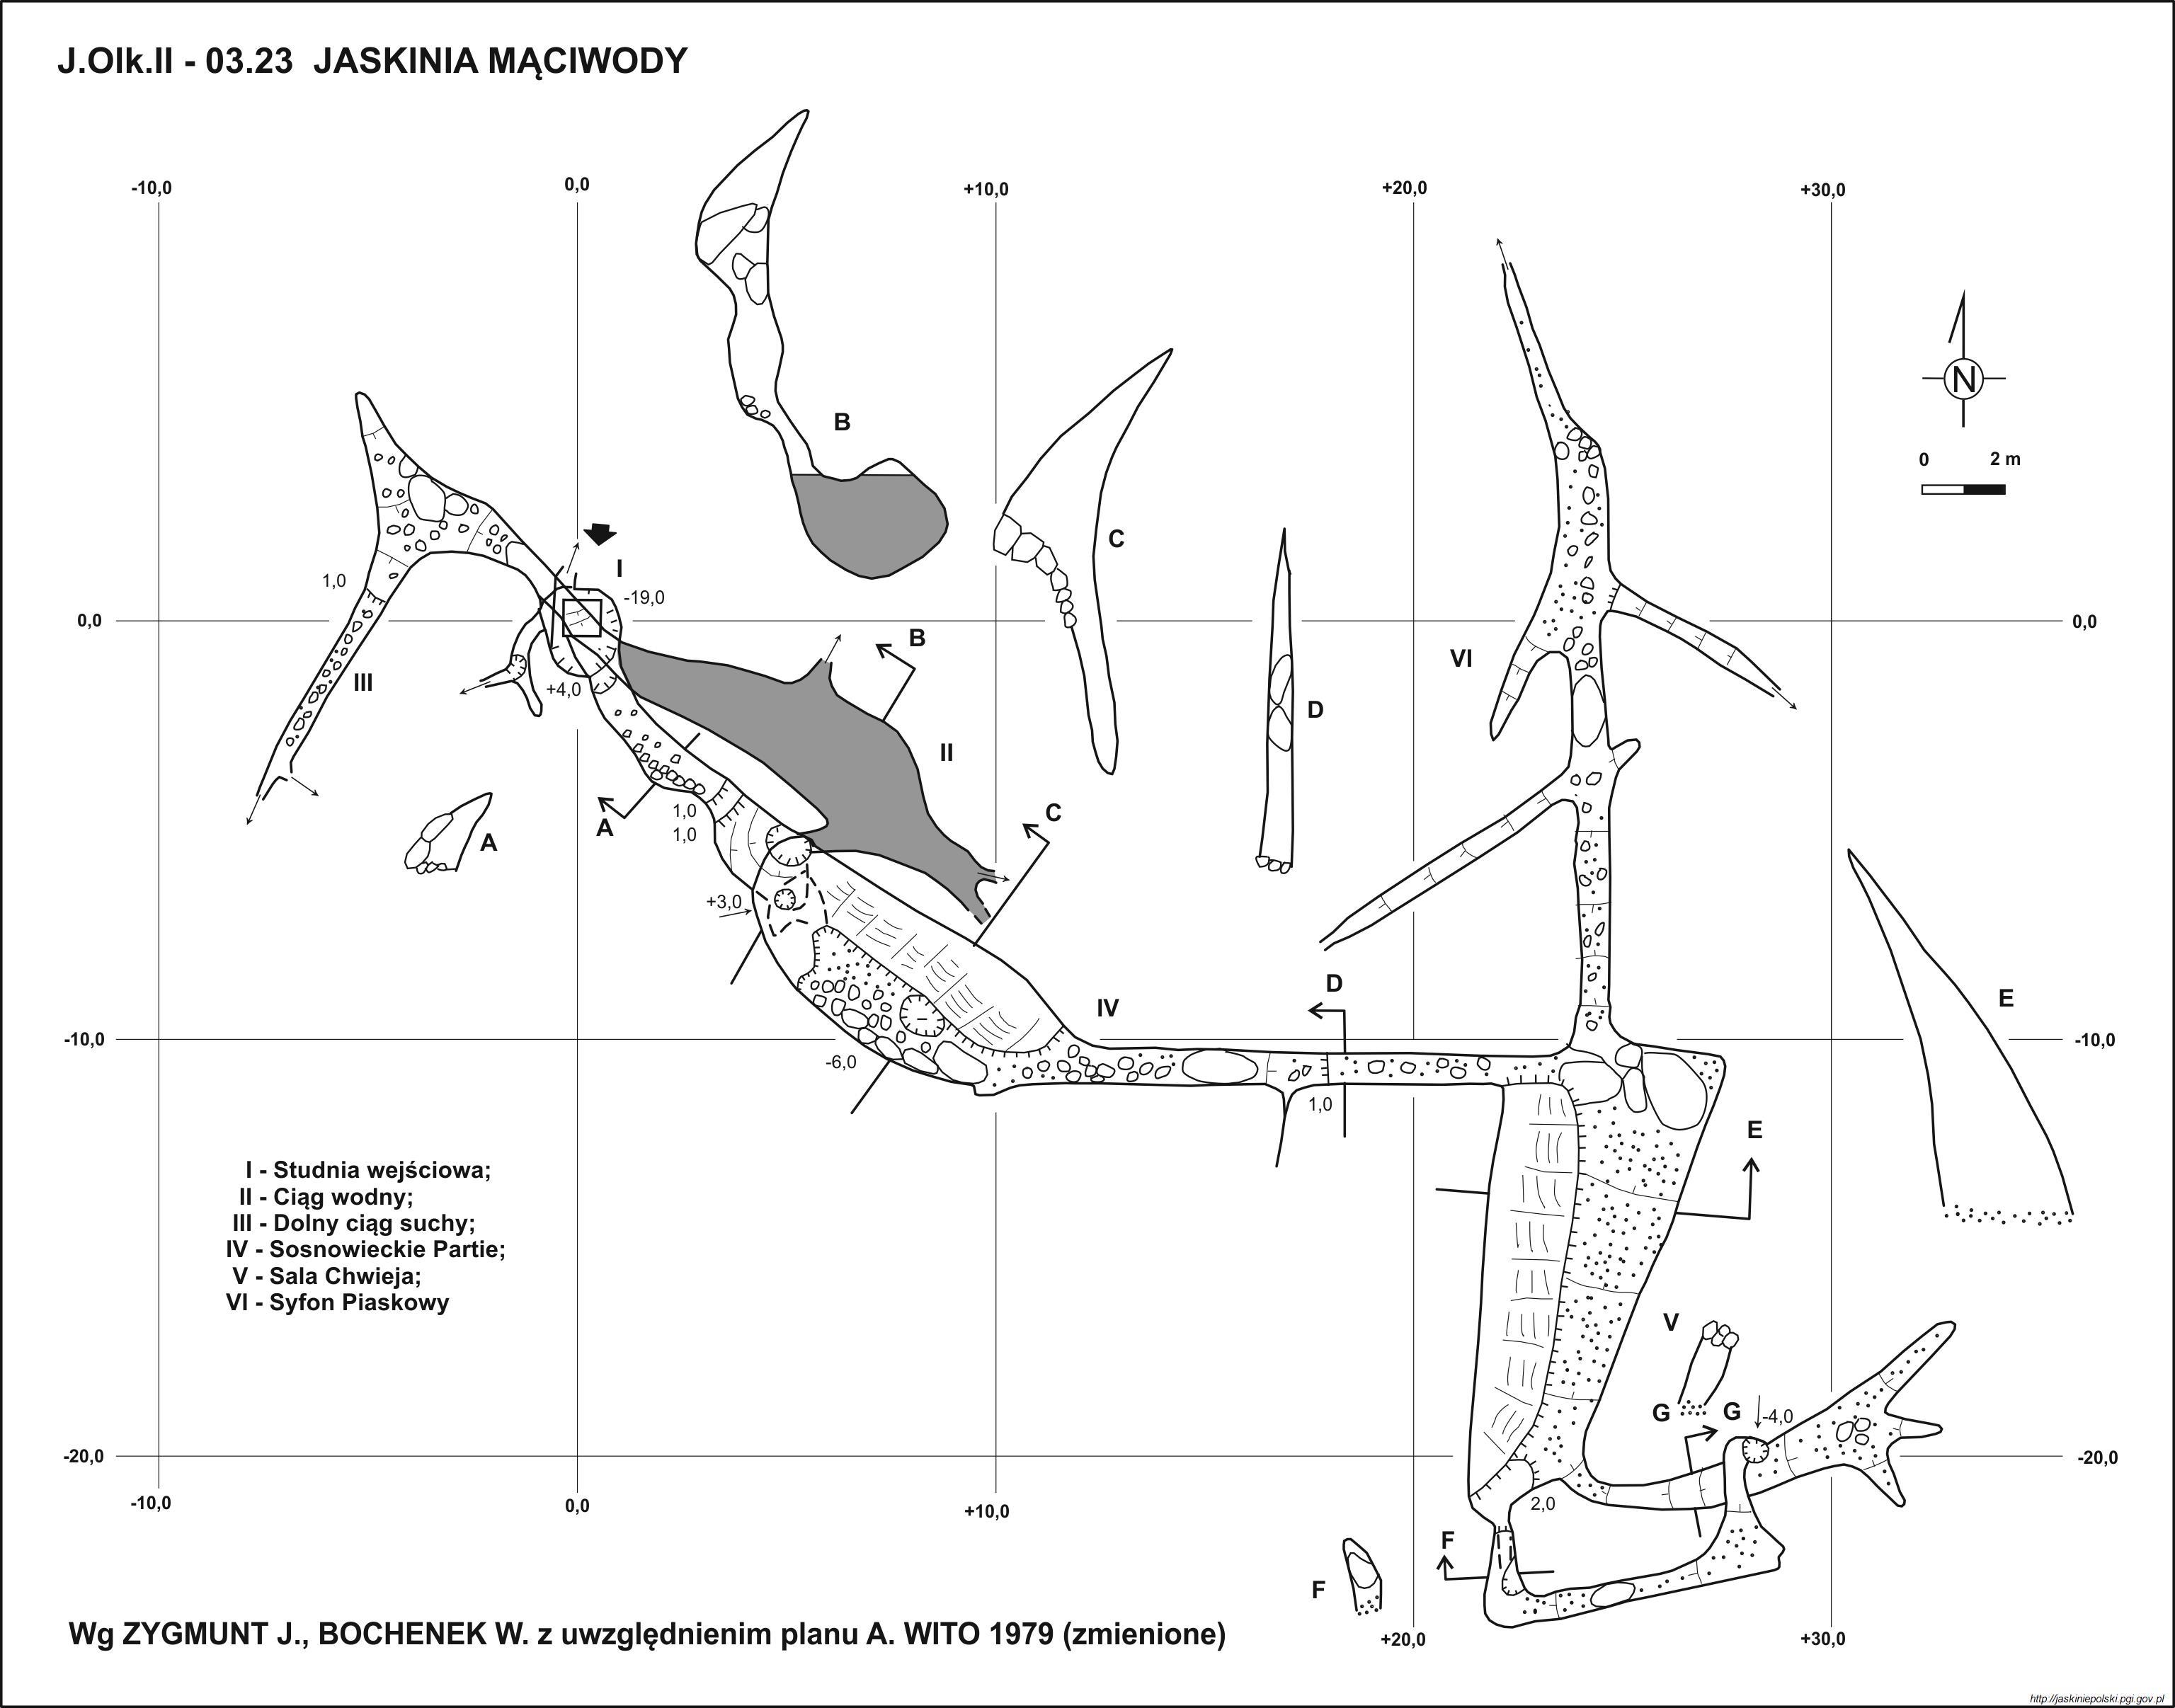 J.Olk.II - 03.23 JASKINIA MĄCIWODY
-10,0
0,0
+10,0
+20,0
+30,0
N
B
0 2 m
C
I
1,0
-19,0
0,0
0,0
B
VI
III
+4,0
D
II
A
1,0
C
A
1,0
+3,0
D
E
IV
-10,0
-10,0
-6,0
1,0
E
I - Studnia wejściowa;
II - Ciąg wodny;
III - Dolny ciąg suchy;
IV - Sosnowieckie Partie;
V - Sala Chwieja;
VI - Syfon Piaskowy
V
G
G
-4,0
-20,0
-20,0
-10,0
0,0
+10,0
2,0
F
F
Wg ZYGMUNT J., BOCHENEK W. z uwzględnienim planu A. WITO 1979 (zmienione)
+20,0
+30,0
http://jaskiniepolski.pgi.gov.pl